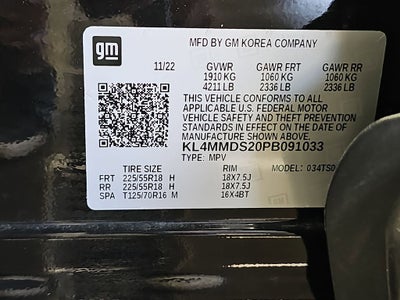 gm
MFD BY GM KOREA COMPANY
11/22 GVWR GAWR FRT GAWR RR
1910 KG 1060 KG 1060 KG
4211 LB 2336 LB 2336 LB
THIS VEHICLE CONFORMS TO ALL
APPLICABLE U.S. FEDERAL MOTOR
VEHICLE SAFETY AND THEFT PREVENTION
STANDARDS IN EFFECT ON THE DATE OF
MANUFACTURE SHOWN ABOVE.
KL4MMDS20PB091033
TYPE: MPV
TIRE SIZE RIM MODEL: 034TS0
FRT 225/55R18 H 18X7.5J
RR 225/55R18 H 18X7.5J
SPA T125/70R16 M 16X4BT